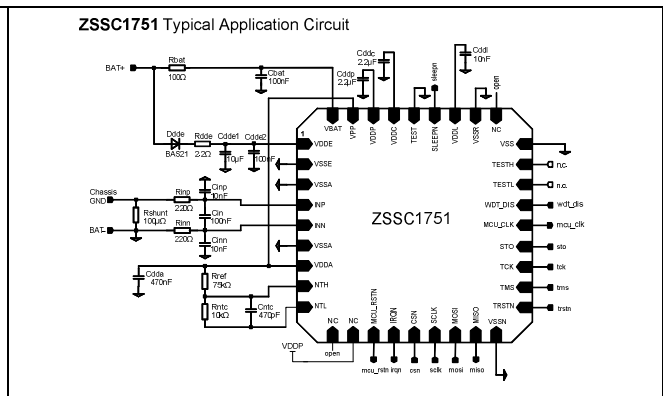 ZSSC1751 Typical Application Circuit
BAT+
Rbat
100Ω
Cbat
100nF
Cddp
2.2µF
Cddc
2.2µF
sleepn
Cddl
10nF
open
VBAT
VPP
VDDP
VDDC
TEST
SLEEPN
VDDL
VSSR
NC
Ddde
BAS21
Rdde
2.2Ω
Cdde1
10µF
Cdde2
100nF
1
VDDE
VSSE
VSSA
INP
INN
VSSA
VDDA
NTH
NTL
Chassis
GND
Rshunt
100µΩ
BAT-
Rinp
220Ω
Rinn
220Ω
Cinp
10nF
Cin
100nF
Cinn
10nF
Cdda
470nF
Rref
75kΩ
Rntc
10kΩ
Cntc
470pF
ZSSC1751
VSS
TESTH
n.c.
TESTL
n.c.
WDT_DIS
wdt_dis
MCU_CLK
mcu_clk
STO
sto
TCK
tck
TMS
tms
TRSTN
trstn
NC
NC
MCU_RSTN
IRQN
CSN
SCLK
MOSI
MISO
VSSN
VDDP
open
mcu_rstn
irqn
csn
sclk
mosi
miso